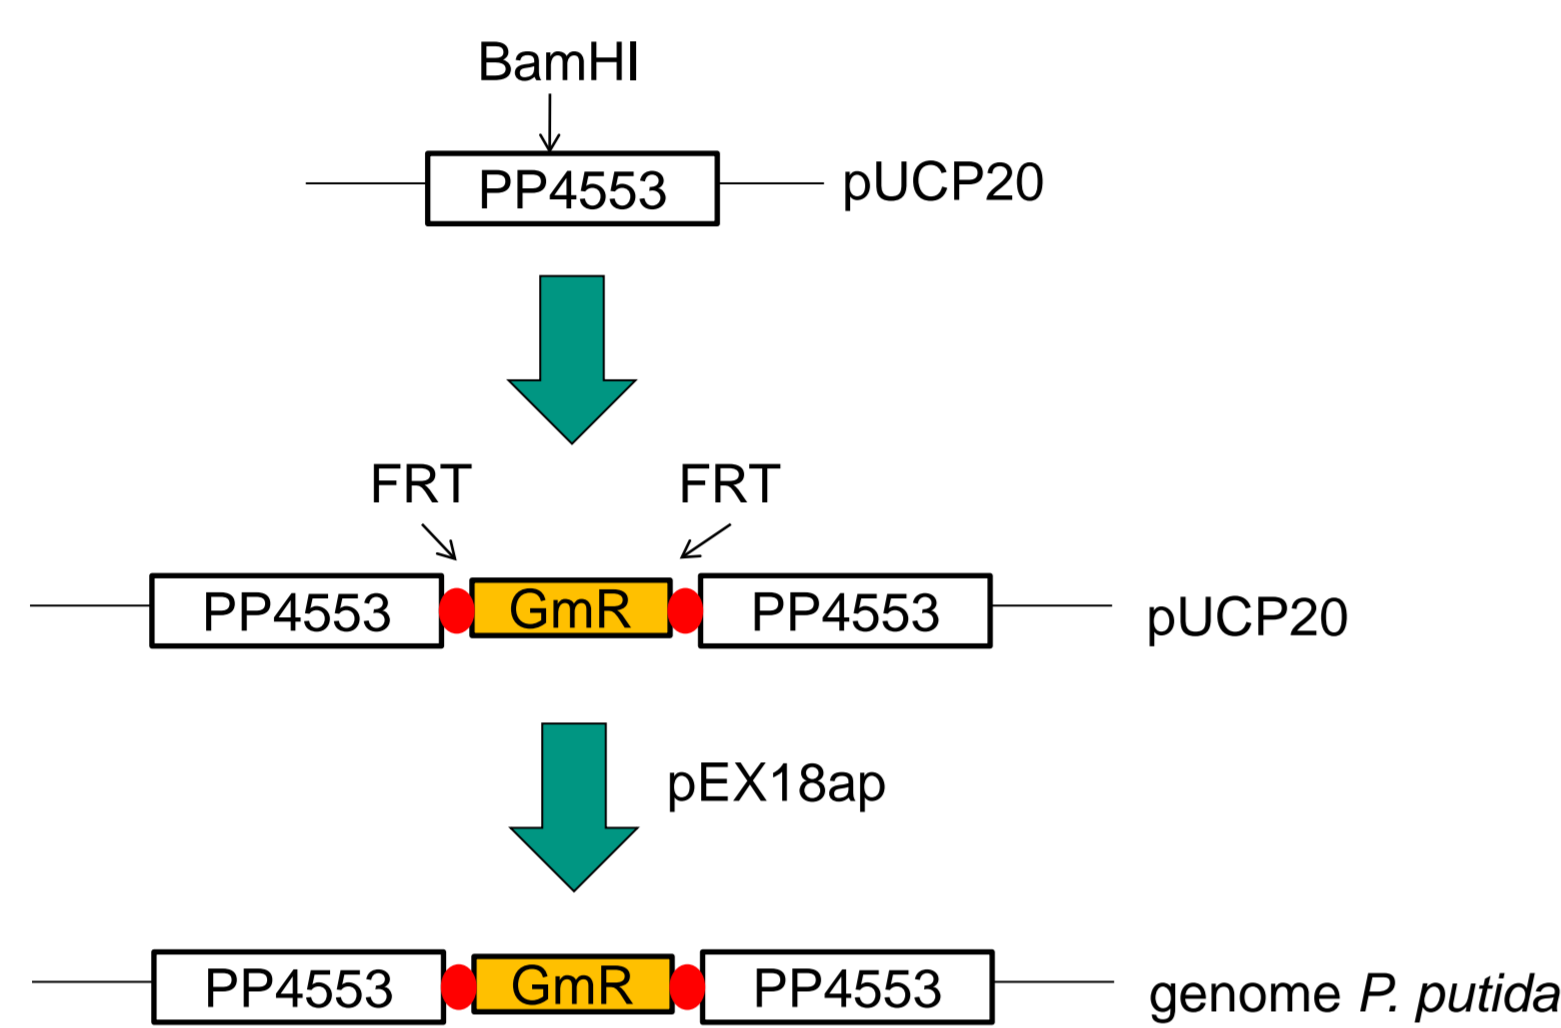 BamHI
PP4553 pUCP20
FRT FRT
PP4553 GmR PP4553 pUCP20
pEX18ap
PP4553 GmR PP4553 genome P. putida